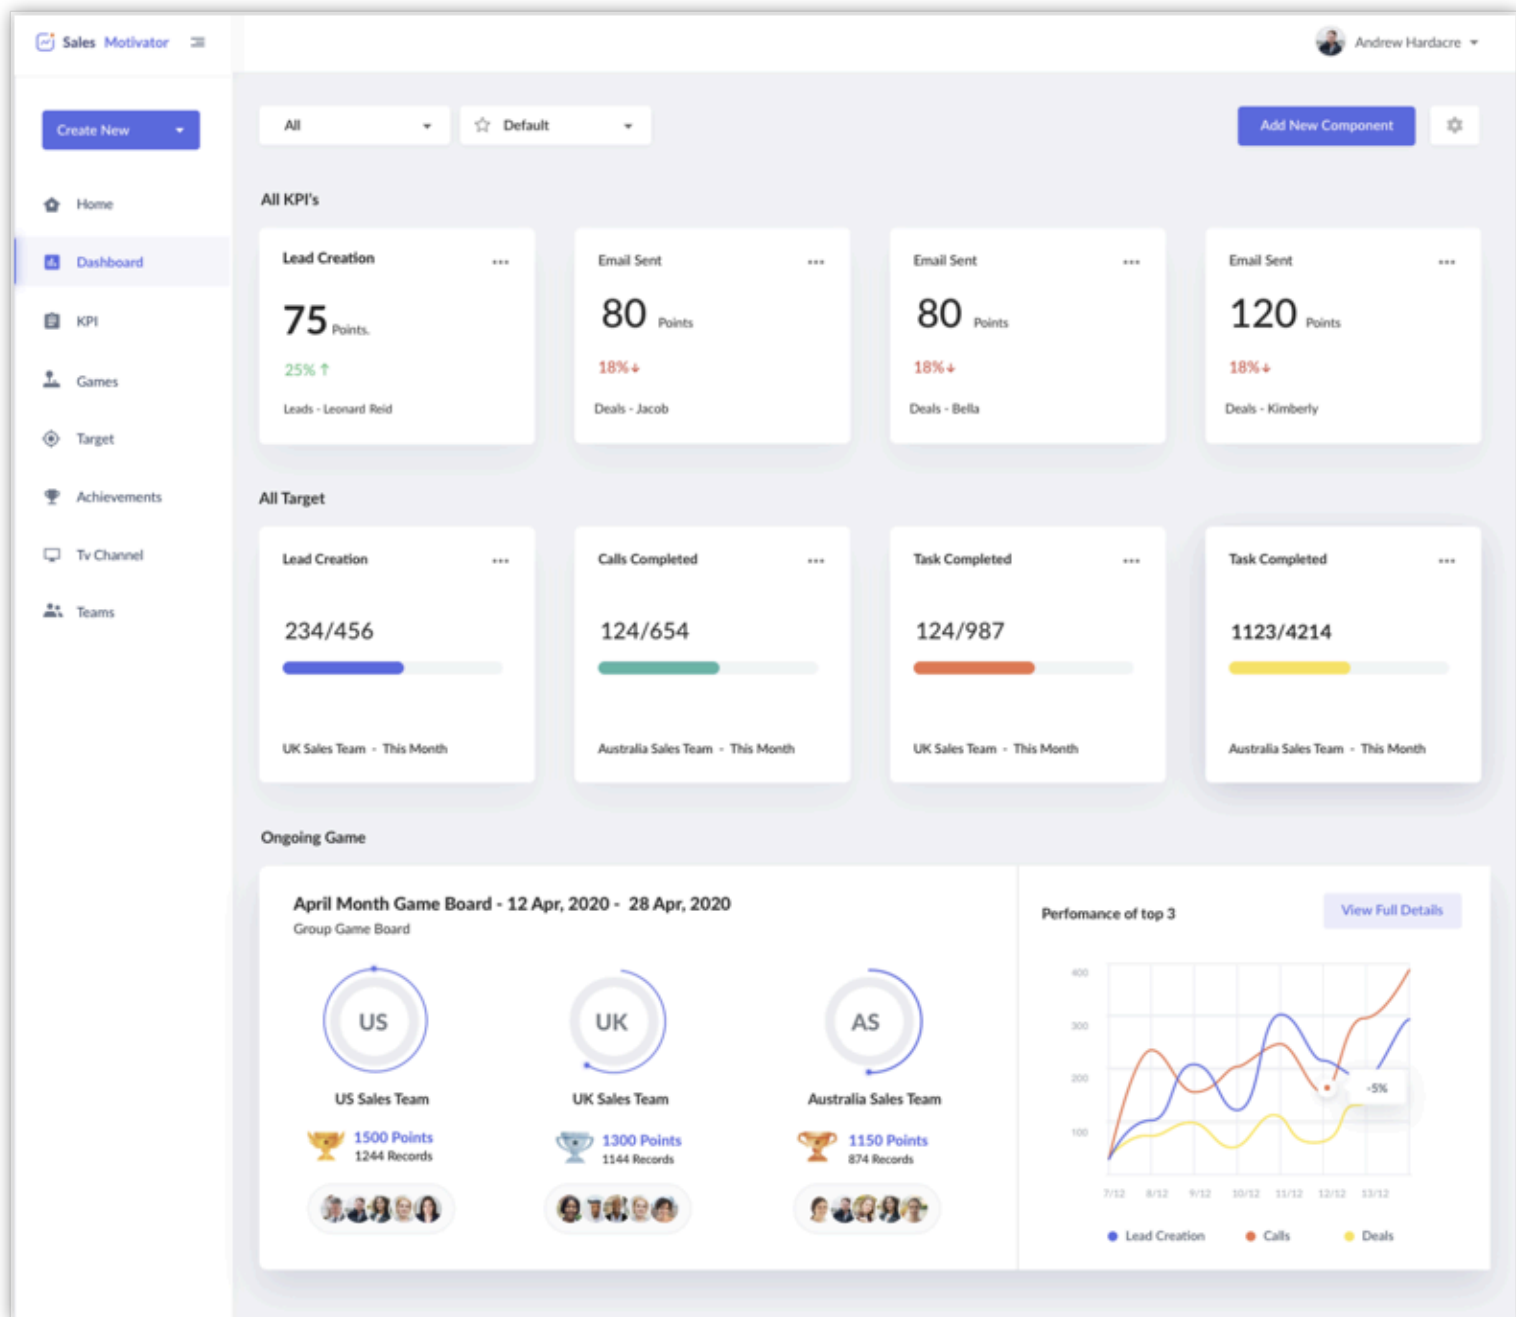 Sales Motivator
Andrew Hardacre
Create New
All
Default
Add New Component
Home
Dashboard
KPI
Games
Target
Achievements
Tv Channel
Teams
All KPI's
Lead Creation
75 Points.
25% ↑
Leads - Leonard Reid
Email Sent
80 Points
18%↓
Deals - Jacob
Email Sent
80 Points
18%↓
Deals - Bella
Email Sent
120 Points
18%↓
Deals - Kimberly
All Target
Lead Creation
234/456
UK Sales Team - This Month
Calls Completed
124/654
Australia Sales Team - This Month
Task Completed
124/987
UK Sales Team - This Month
Task Completed
1123/4214
Australia Sales Team - This Month
Ongoing Game
April Month Game Board - 12 Apr, 2020 - 28 Apr, 2020
Group Game Board
US
US Sales Team
1500 Points
1244 Records
UK
UK Sales Team
1300 Points
1144 Records
AS
Australia Sales Team
1150 Points
874 Records
Perfomance of top 3
View Full Details
400
300
200
100
-5%
7/12 8/12 9/12 10/12 11/12 12/12 13/12
Lead Creation Calls Deals